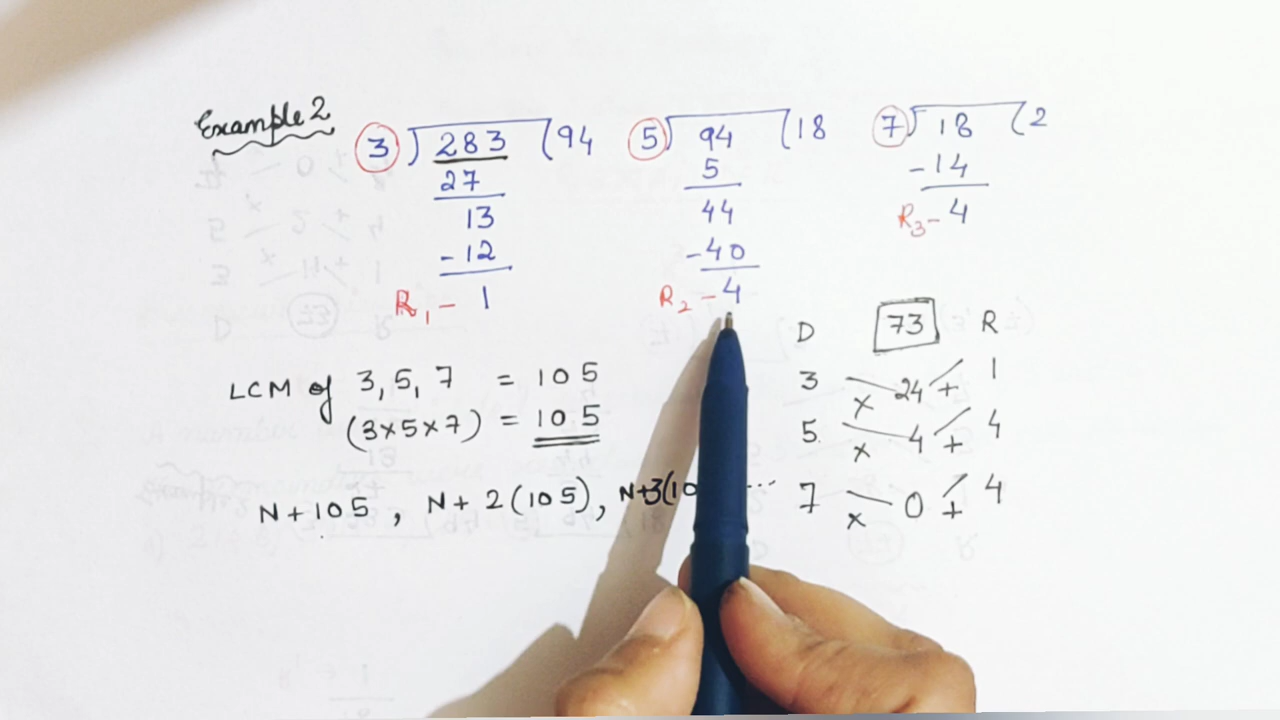 Example 2
3) 283 (94
27
13
-12
R1 - 1
5) 94 (18
5
44
-40
R2 - 4
7) 18 (2
-14
R3 - 4
LCM of 3, 5, 7 = 105
(3×5×7) = 105
N+105, N+2(105), N+3(10 ...
D 73 R
3 × 24 + 1
5. × 4 + 4
7 × 0 + 4